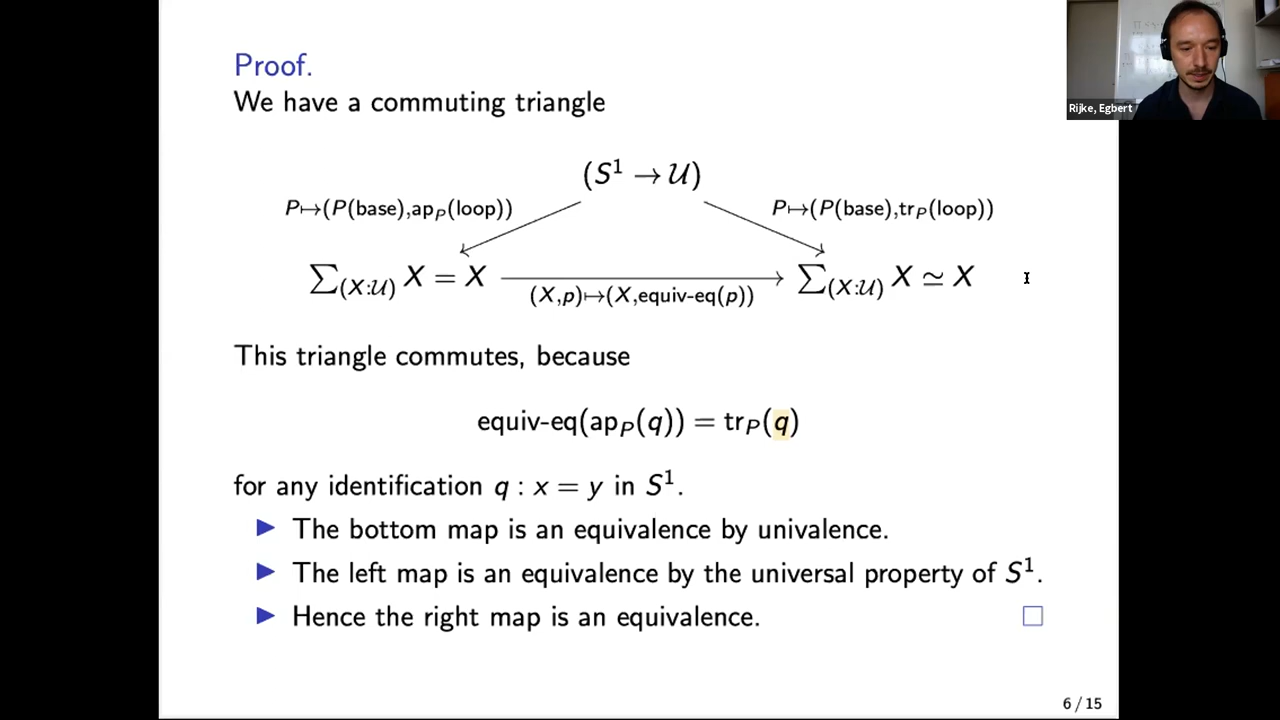 Proof.
Rijke, Egbert
We have a commuting triangle
(S¹ → 𝒰)
P↦(P(base),ap_P(loop))
P↦(P(base),tr_P(loop))
∑_(X:𝒰) X = X
∑_(X:𝒰) X ≃ X
(X,p)↦(X,equiv-eq(p))
This triangle commutes, because
equiv-eq(ap_P(q)) = tr_P(q)
for any identification q : x = y in S¹.
▶ The bottom map is an equivalence by univalence.
▶ The left map is an equivalence by the universal property of S¹.
▶ Hence the right map is an equivalence. □
6 / 15